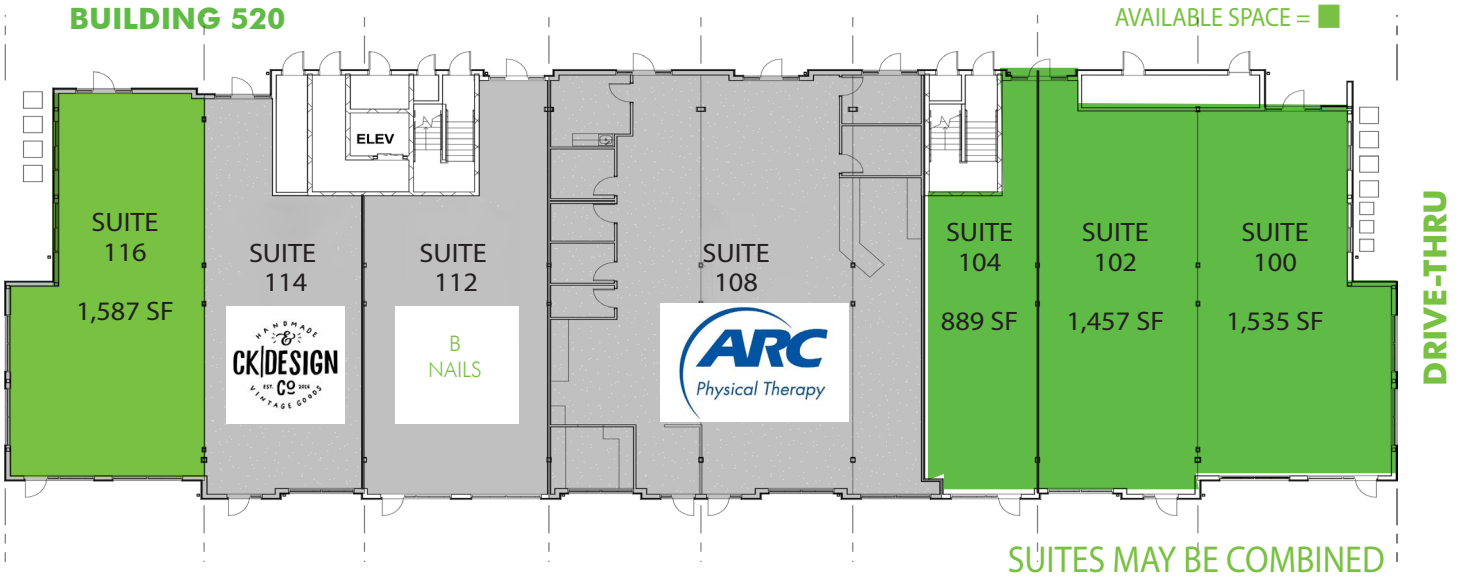 BUILDING 520
AVAILABLE SPACE =
ELEV
SUITE
116
1,587 SF
SUITE
114
HANDMADE
&
CK/DESIGN
EST. CO 2016
VINTAGE GOODS
SUITE
112
B
NAILS
SUITE
108
ARC
Physical Therapy
SUITE
104
889 SF
SUITE
102
1,457 SF
SUITE
100
1,535 SF
DRIVE-THRU
SUITES MAY BE COMBINED